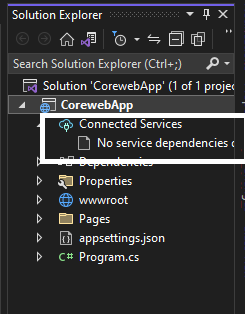 Solution Explorer
Search Solution Explorer (Ctrl+;)
Solution 'CorewebApp' (1 of 1 projec
CorewebApp
Connected Services
No service dependencies
Dependencies
Properties
wwwroot
Pages
appsettings.json
C# Program.cs